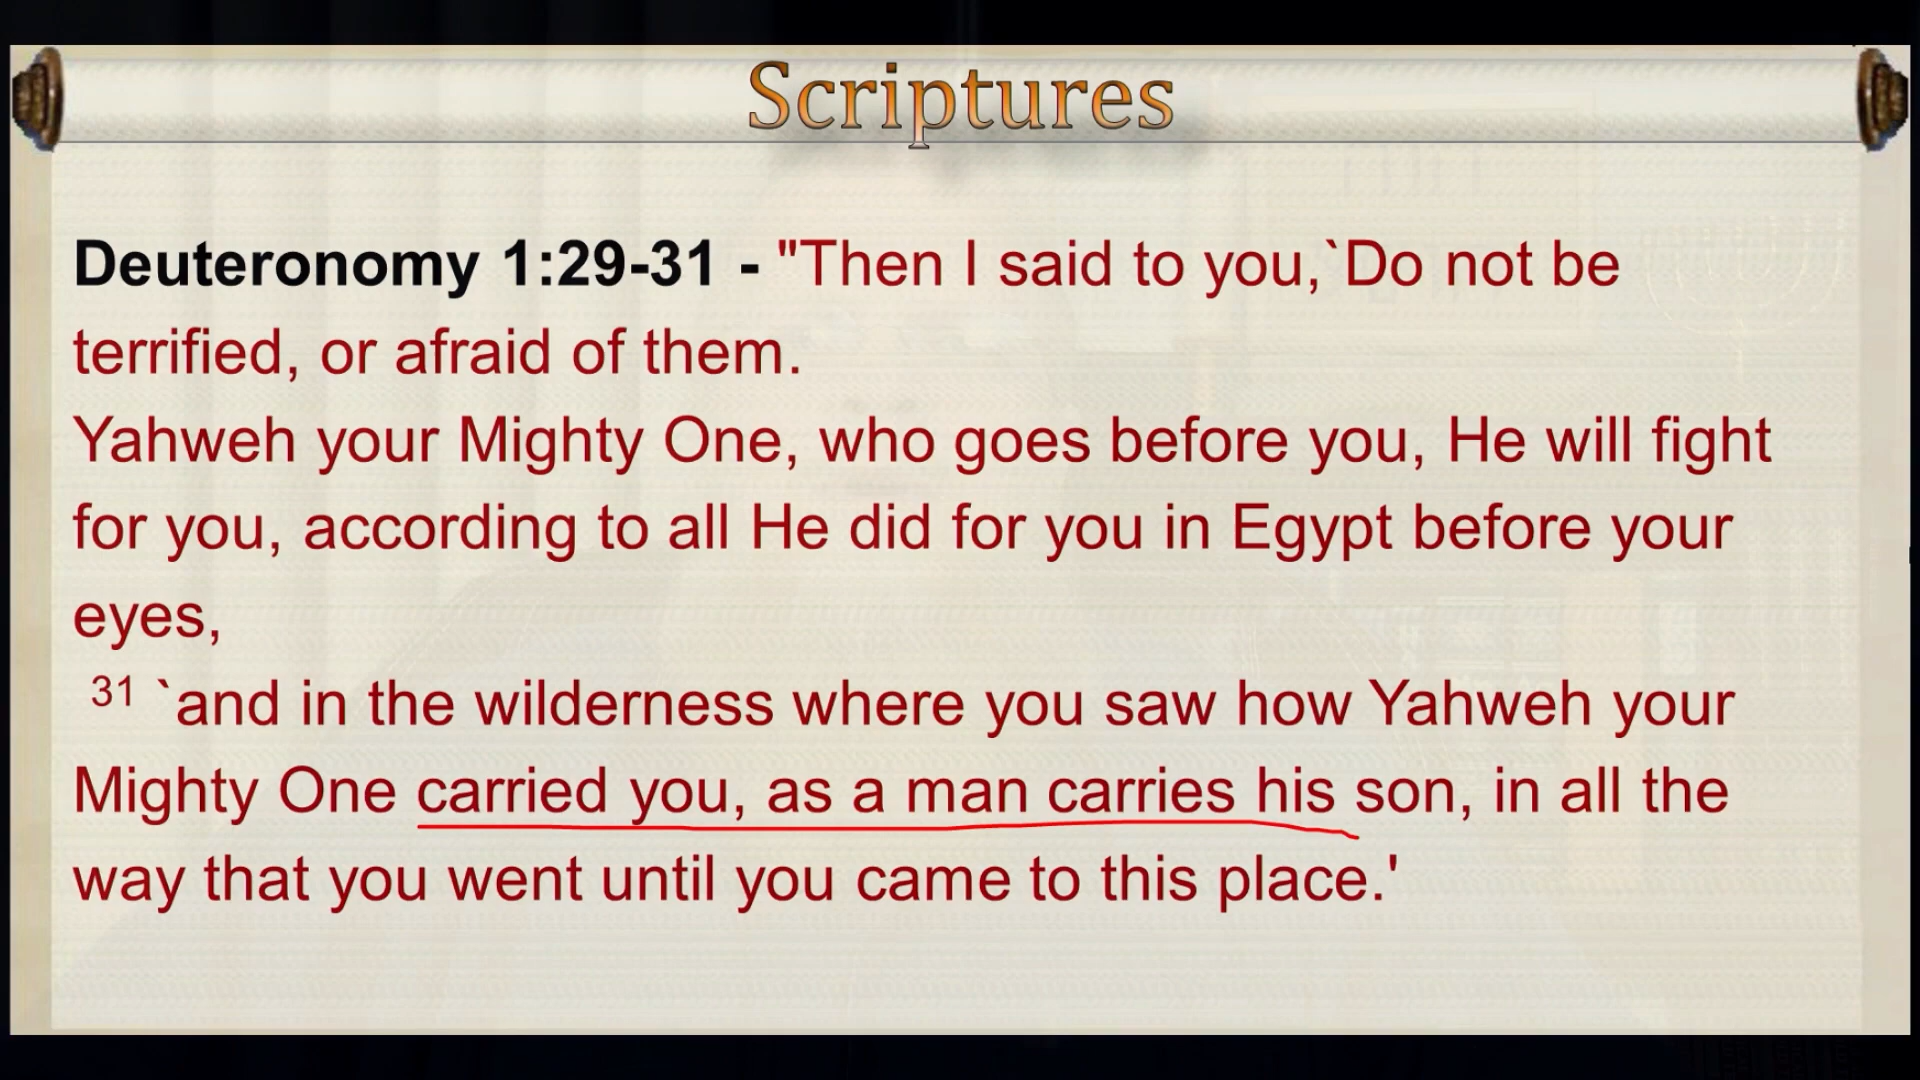 Scriptures
Deuteronomy 1:29-31 - "Then I said to you,`Do not be
terrified, or afraid of them.
Yahweh your Mighty One, who goes before you, He will fight
for you, according to all He did for you in Egypt before your
eyes,
31 `and in the wilderness where you saw how Yahweh your
Mighty One carried you, as a man carries his son, in all the
way that you went until you came to this place.'